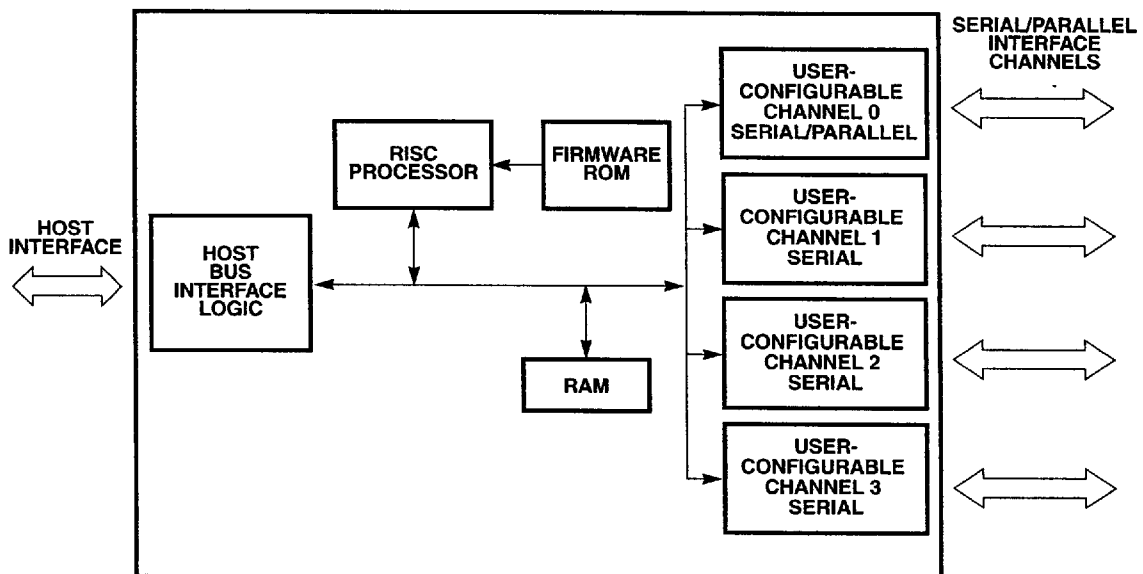 SERIAL/PARALLEL
INTERFACE
CHANNELS
USER-
CONFIGURABLE
CHANNEL 0
SERIAL/PARALLEL
RISC
PROCESSOR
FIRMWARE
ROM
USER-
CONFIGURABLE
CHANNEL 1
SERIAL
HOST
INTERFACE
HOST
BUS
INTERFACE
LOGIC
USER-
CONFIGURABLE
CHANNEL 2
SERIAL
RAM
USER-
CONFIGURABLE
CHANNEL 3
SERIAL